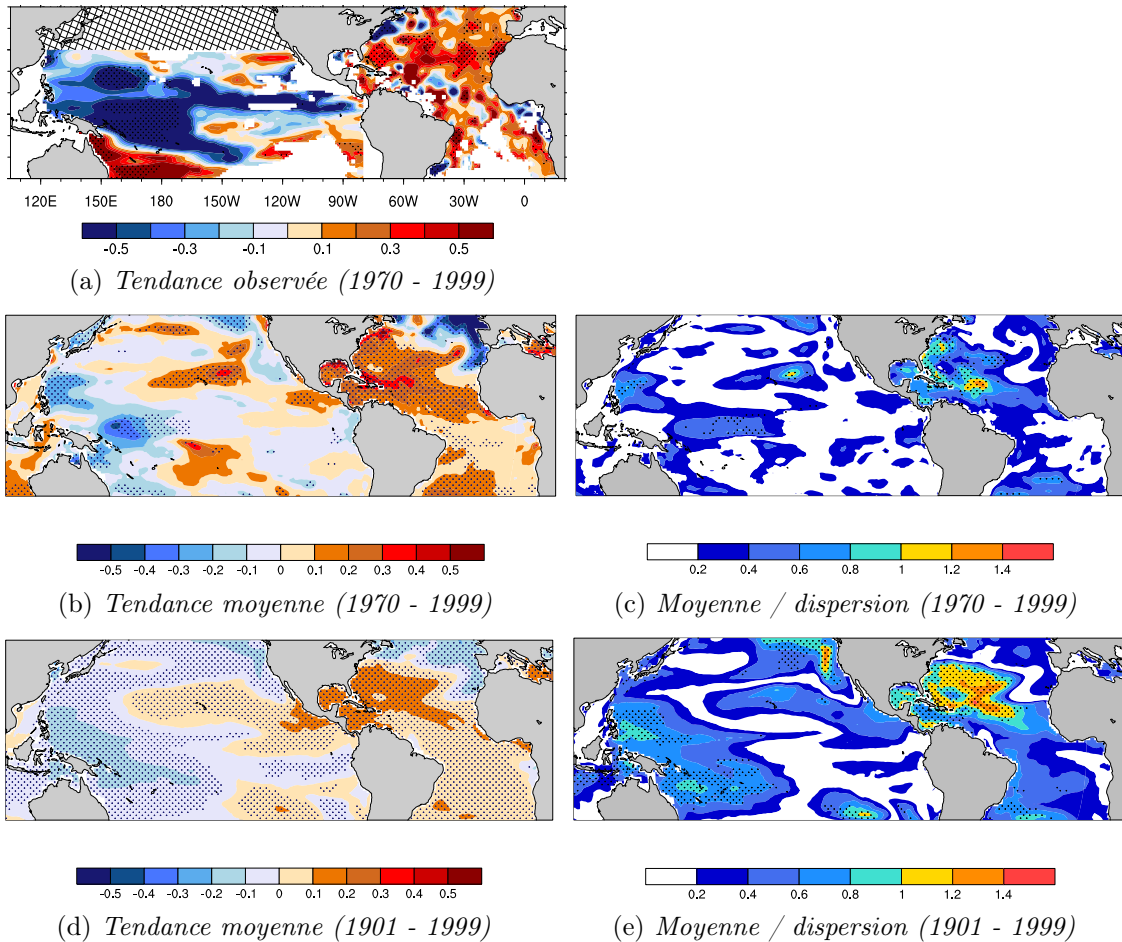 120E 150E 180W 150W 120W 90W 60W 30W 0
-0.5 -0.3 -0.1 0.1 0.3 0.5
(a) Tendance observée (1970 - 1999)
-0.5 -0.4 -0.3 -0.2 -0.1 0 0.1 0.2 0.3 0.4 0.5
0.2 0.4 0.6 0.8 1 1.2 1.4
(b) Tendance moyenne (1970 - 1999)
(c) Moyenne / dispersion (1970 - 1999)
-0.5 -0.4 -0.3 -0.2 -0.1 0 0.1 0.2 0.3 0.4 0.5
0.2 0.4 0.6 0.8 1 1.2 1.4
(d) Tendance moyenne (1901 - 1999)
(e) Moyenne / dispersion (1901 - 1999)